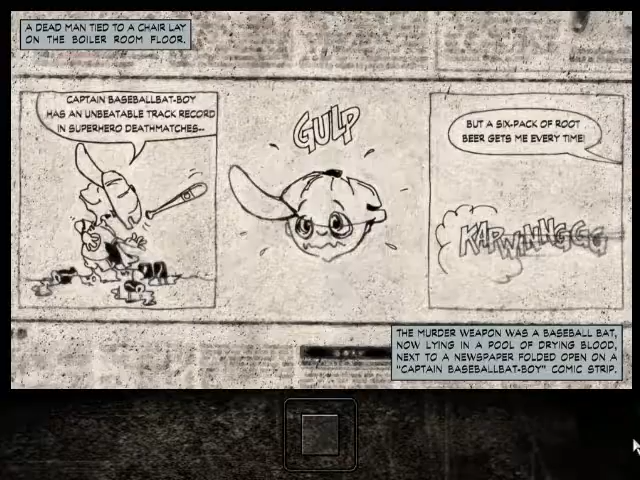 A DEAD MAN TIED TO A CHAIR LAY
ON THE BOILER ROOM FLOOR.
CAPTAIN BASEBALLBAT-BOY
HAS AN UNBEATABLE TRACK RECORD
IN SUPERHERO DEATHMATCHES--
GULP
BUT A SIX-PACK OF ROOT
BEER GETS ME EVERY TIME!
KAPWINNGGG
THE MURDER WEAPON WAS A BASEBALL BAT,
NOW LYING IN A POOL OF DRYING BLOOD,
NEXT TO A NEWSPAPER FOLDED OPEN ON A
"CAPTAIN BASEBALLBAT-BOY" COMIC STRIP.